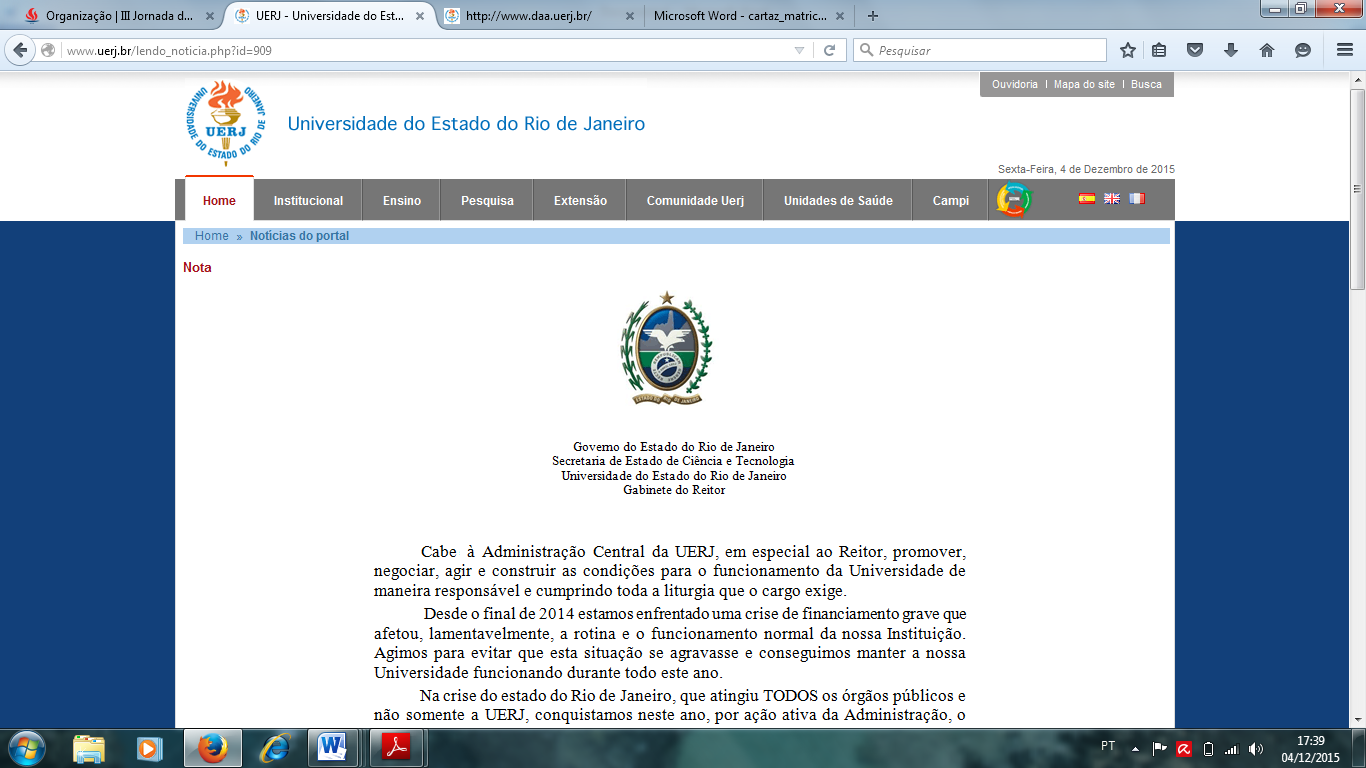 Organização | III Jornada d...
UERJ - Universidade do Est...
http://www.daa.uerj.br/
Microsoft Word - cartaz_matric...
www.uerj.br/lendo_noticia.php?id=909
Pesquisar
Ouvidoria | Mapa do site | Busca
UNIVERSIDADE DO ESTADO DO RIO DE JANEIRO
UERJ
Universidade do Estado do Rio de Janeiro
Sexta-Feira, 4 de Dezembro de 2015
Home Institucional Ensino Pesquisa Extensão Comunidade Uerj Unidades de Saúde Campi
Home » Notícias do portal
Nota
Governo do Estado do Rio de Janeiro
Secretaria de Estado de Ciência e Tecnologia
Universidade do Estado do Rio de Janeiro
Gabinete do Reitor
Cabe à Administração Central da UERJ, em especial ao Reitor, promover,
negociar, agir e construir as condições para o funcionamento da Universidade de
maneira responsável e cumprindo toda a liturgia que o cargo exige.
Desde o final de 2014 estamos enfrentado uma crise de financiamento grave que
afetou, lamentavelmente, a rotina e o funcionamento normal da nossa Instituição.
Agimos para evitar que esta situação se agravasse e conseguimos manter a nossa
Universidade funcionando durante todo este ano.
Na crise do estado do Rio de Janeiro, que atingiu TODOS os órgãos públicos e
não somente a UERJ, conquistamos neste ano, por ação ativa da Administração, o
PT
17:39
04/12/2015